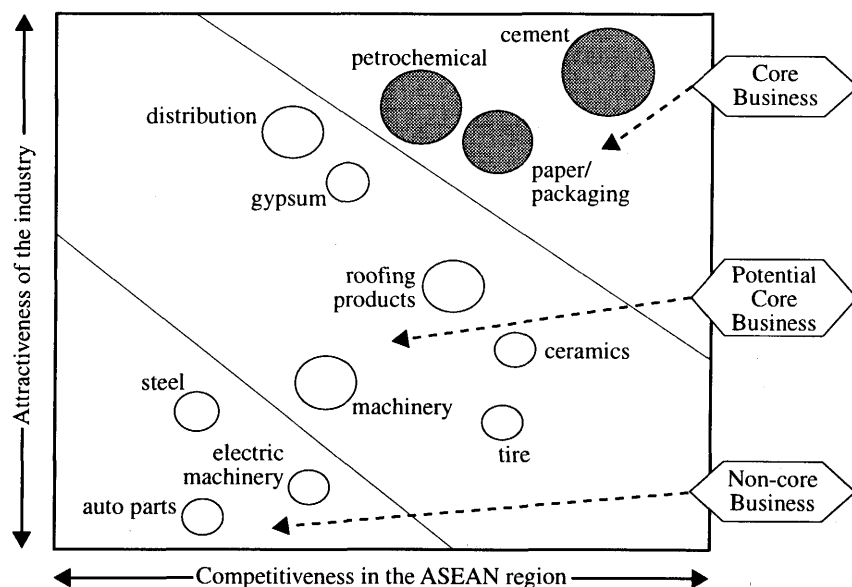 cement
petrochemical
Core
Business
distribution
paper/
packaging
gypsum
Attractiveness of the industry
roofing
products
Potential
Core
Business
ceramics
steel
machinery
electric
machinery
tire
Non-core
Business
auto parts
Competitiveness in the ASEAN region